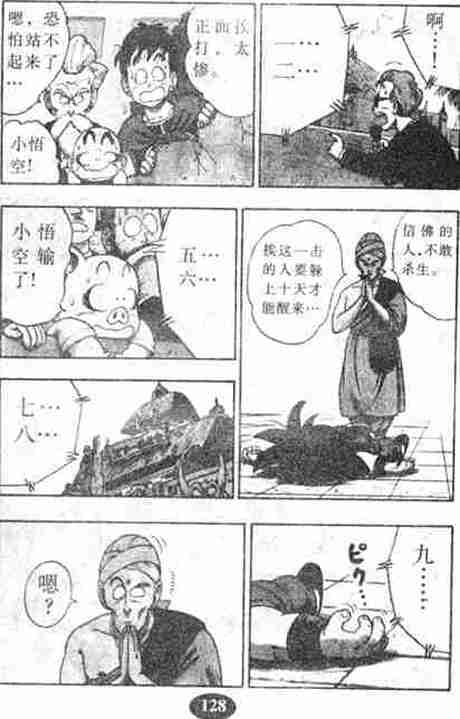 啊
…!
一…
二…
正面
打,太
惨。
嗯,恐
怕站不
起来了
…
小悟
空!
信佛的
人,不敢
杀生。
挨这一击
的人要躲
上十天才
能醒来…
五…
六…
小悟
空输
了!
七…
八…
九
……
ピク…
嗯
?
128